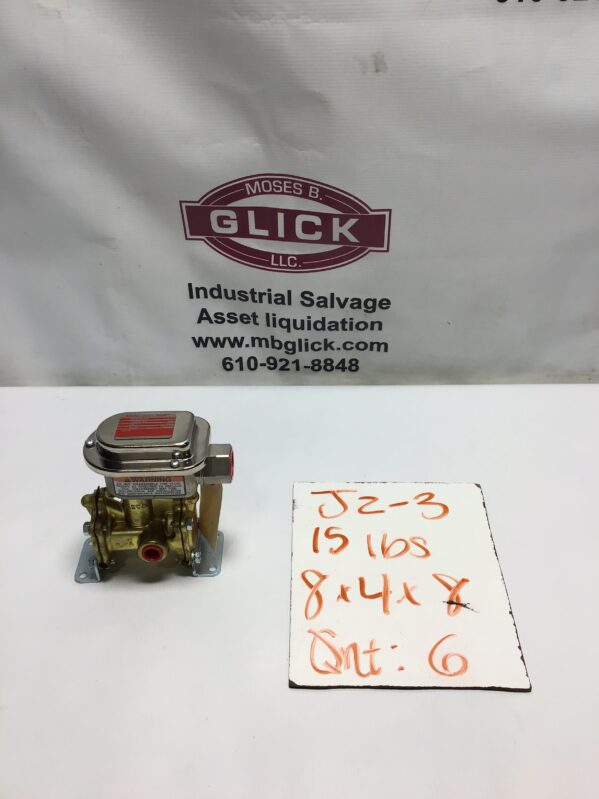 MOSES B.
GLICK
LLC.
Industrial Salvage
Asset liquidation
www.mbglick.com
610-921-8848
WARNING
J2-3
15 lbs
8x4x8
Qnt: 6